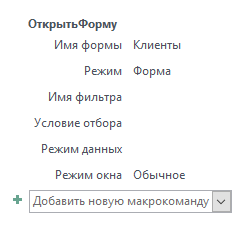 ОткрытьФорму
Имя формы Клиенты
Режим Форма
Имя фильтра
Условие отбора
Режим данных
Режим окна Обычное
Добавить новую макрокоманду